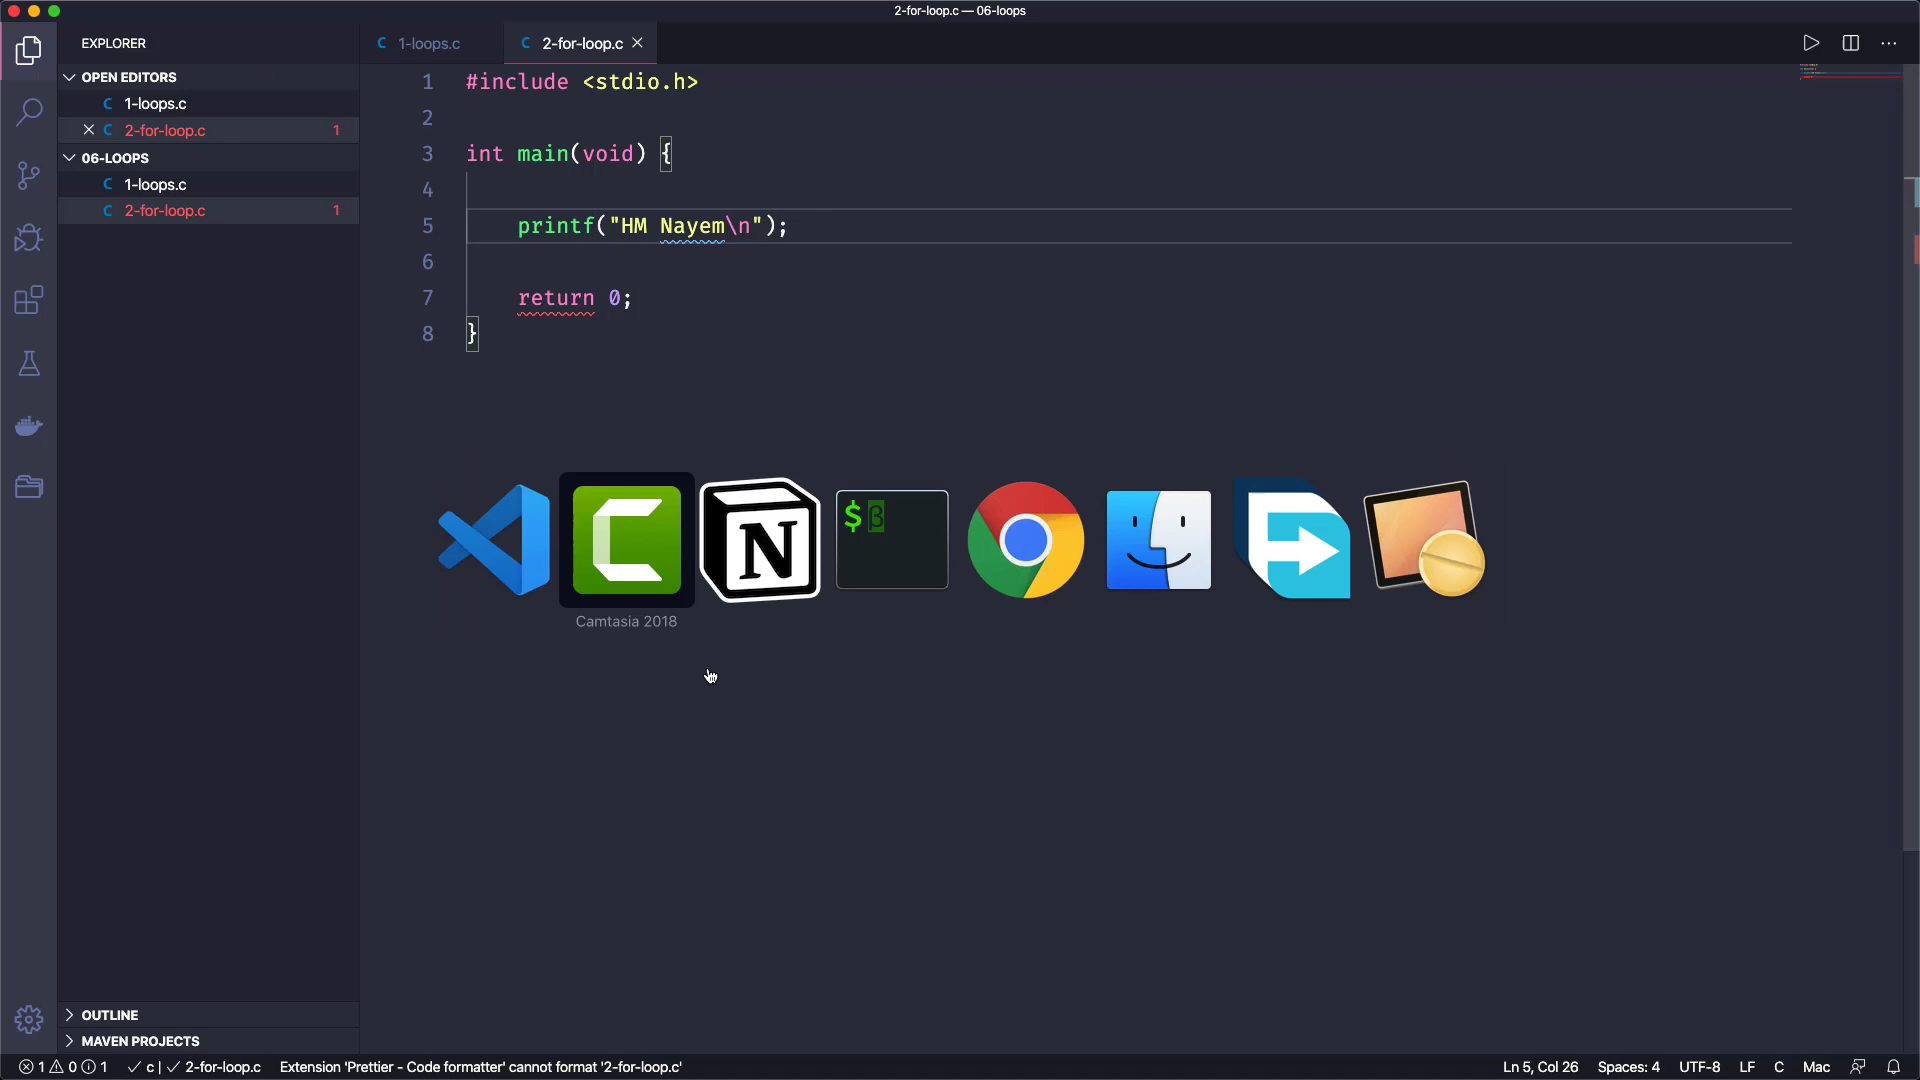 2-for-loop.c — 06-loops
EXPLORER
OPEN EDITORS
1-loops.c
2-for-loop.c 1
06-LOOPS
1-loops.c
2-for-loop.c 1
OUTLINE
MAVEN PROJECTS
1-loops.c
2-for-loop.c
1 #include <stdio.h>
2
3 int main(void) {
4
5 printf("HM Nayem\n");
6
7 return 0;
8 }
N
$ β
Camtasia 2018
1 0 1 c | 2-for-loop.c Extension 'Prettier - Code formatter' cannot format '2-for-loop.c' Ln 5, Col 26 Spaces: 4 UTF-8 LF C Mac